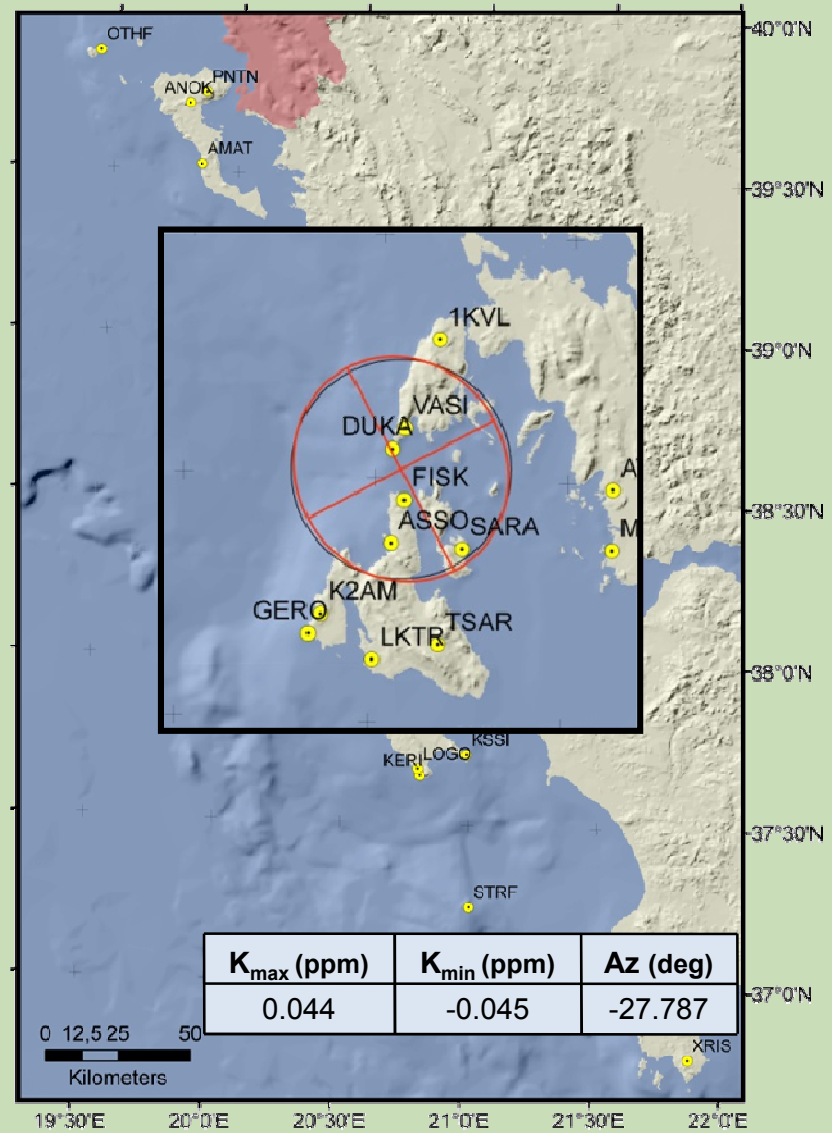 OTHF
40°0'N
PNTN
ANOK
AMAT
39°30'N
1KVL
39°0'N
VASI
DUKA
FISK
A
38°30'N
ASSO
SARA
M
K2AM
GERO
TSAR
LKTR
38°0'N
KSSI
LOGO
KERI
37°30'N
STRF
K_max (ppm) K_min (ppm) Az (deg)
0.044 -0.045 -27.787
37°0'N
0 12,5 25 50
Kilometers
XRIS
19°30'E 20°0'E 20°30'E 21°0'E 21°30'E 22°0'E